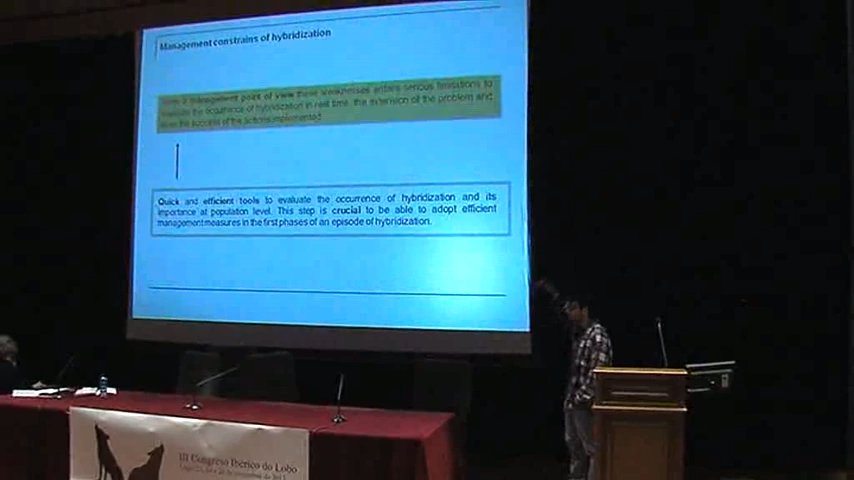 Management constrains of hybridization
management point of view these weaknesses entails serious limitations to
the occurrence of hybridization in real time, the extension of the problem and
the success of the actions implemented
Quick and efficient tools to evaluate the occurrence of hybridization and its
importance at population level. This step is crucial to be able to adopt efficient
management measures in the first phases of an episode of hybridization.
III Congreso Ibérico do Lobo